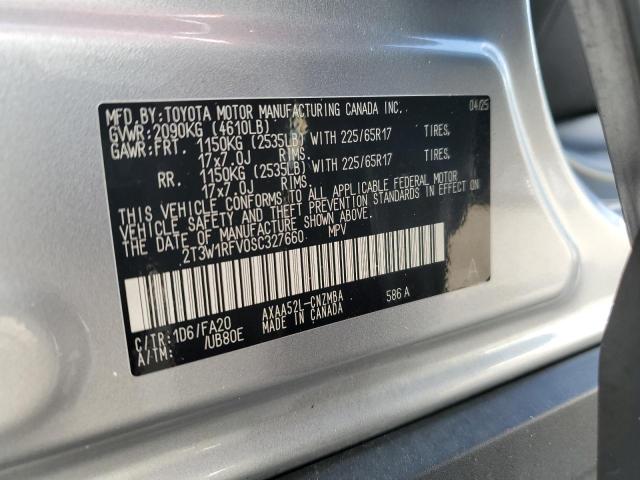 MFD.BY:TOYOTA MOTOR MANUFACTURING CANADA INC. 04/25
GVWR:2090KG (4610LB)
GAWR:FRT. 1150KG (2535LB) WITH 225/65R17 TIRES,
17x7.0J RIMS.
RR. 1150KG (2535LB) WITH 225/65R17 TIRES,
17x7.0J RIMS.
THIS VEHICLE CONFORMS TO ALL APPLICABLE FEDERAL MOTOR
VEHICLE SAFETY AND THEFT PREVENTION STANDARDS IN EFFECT ON
THE DATE OF MANUFACTURE SHOWN ABOVE.
2T3W1RFV0SC327660 MPV
A
C/TR:1D6/FA20 AXAA52L-CNZMBA 586 A
A/TM: /UB80E MADE IN CANADA